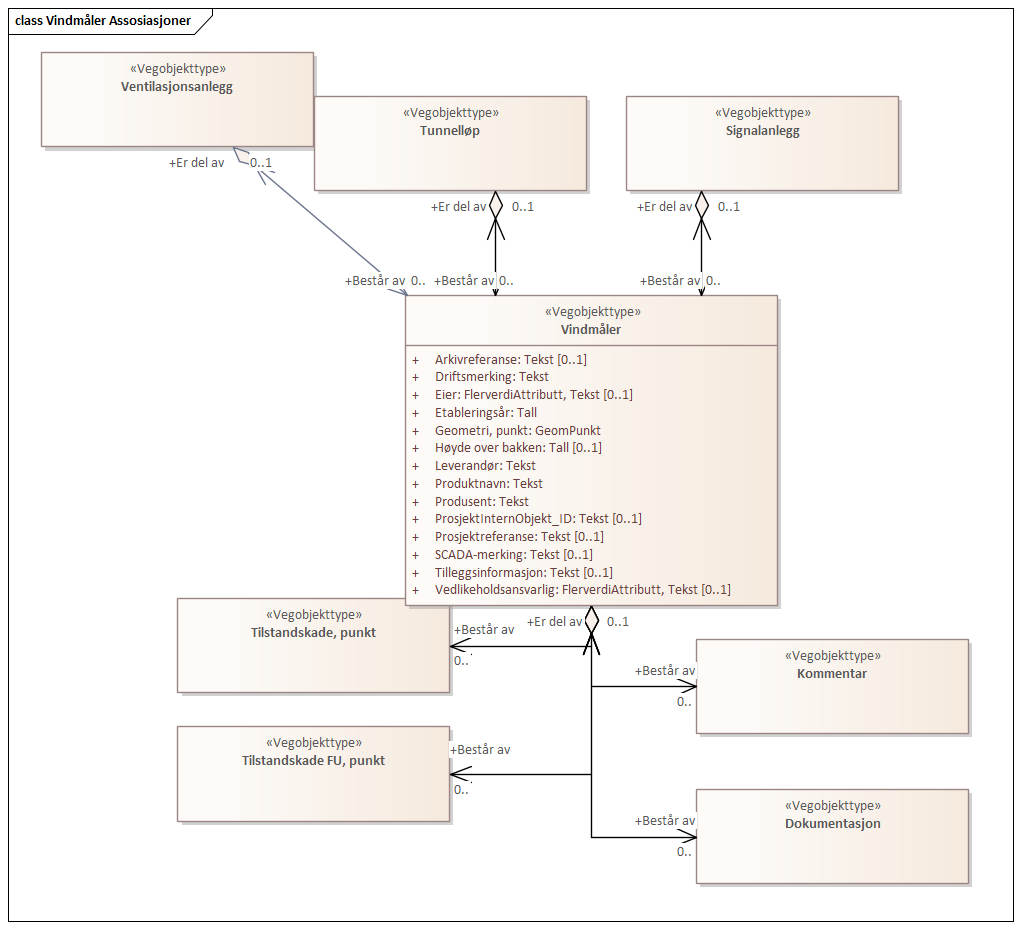 class Vindmåler Assosiasjoner
«Vegobjekttype»
Ventilasjonsanlegg
«Vegobjekttype»
Tunnelløp
«Vegobjekttype»
Signalanlegg
+Er del av 0..1
+Er del av 0..1
+Er del av 0..1
+Består av 0..
+Består av 0..
+Består av 0..
«Vegobjekttype»
Vindmåler
+ Arkivreferanse: Tekst [0..1]
+ Driftsmerking: Tekst
+ Eier: FlerverdiAttributt, Tekst [0..1]
+ Etableringsår: Tall
+ Geometri, punkt: GeomPunkt
+ Høyde over bakken: Tall [0..1]
+ Leverandør: Tekst
+ Produktnavn: Tekst
+ Produsent: Tekst
+ ProsjektInternObjekt_ID: Tekst [0..1]
+ Prosjektreferanse: Tekst [0..1]
+ SCADA-merking: Tekst [0..1]
+ Tilleggsinformasjon: Tekst [0..1]
+ Vedlikeholdsansvarlig: FlerverdiAttributt, Tekst [0..1]
+Er del av 0..1
«Vegobjekttype»
Tilstandskade, punkt
+Består av
0..
«Vegobjekttype»
Kommentar
+Består av
0..
«Vegobjekttype»
Tilstandskade FU, punkt
+Består av
0..
«Vegobjekttype»
Dokumentasjon
+Består av
0..